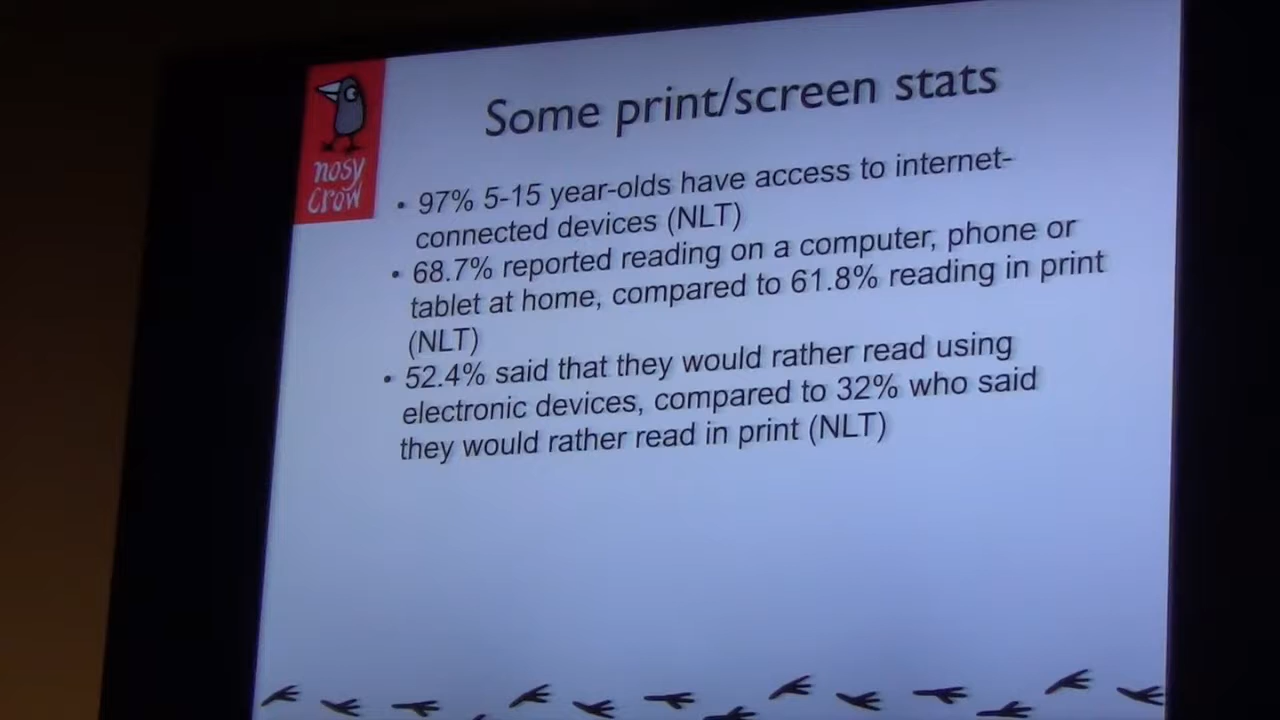 nosy
crow
Some print/screen stats
• 97% 5-15 year-olds have access to internet-
connected devices (NLT)
• 68.7% reported reading on a computer, phone or
tablet at home, compared to 61.8% reading in print
(NLT)
• 52.4% said that they would rather read using
electronic devices, compared to 32% who said
they would rather read in print (NLT)